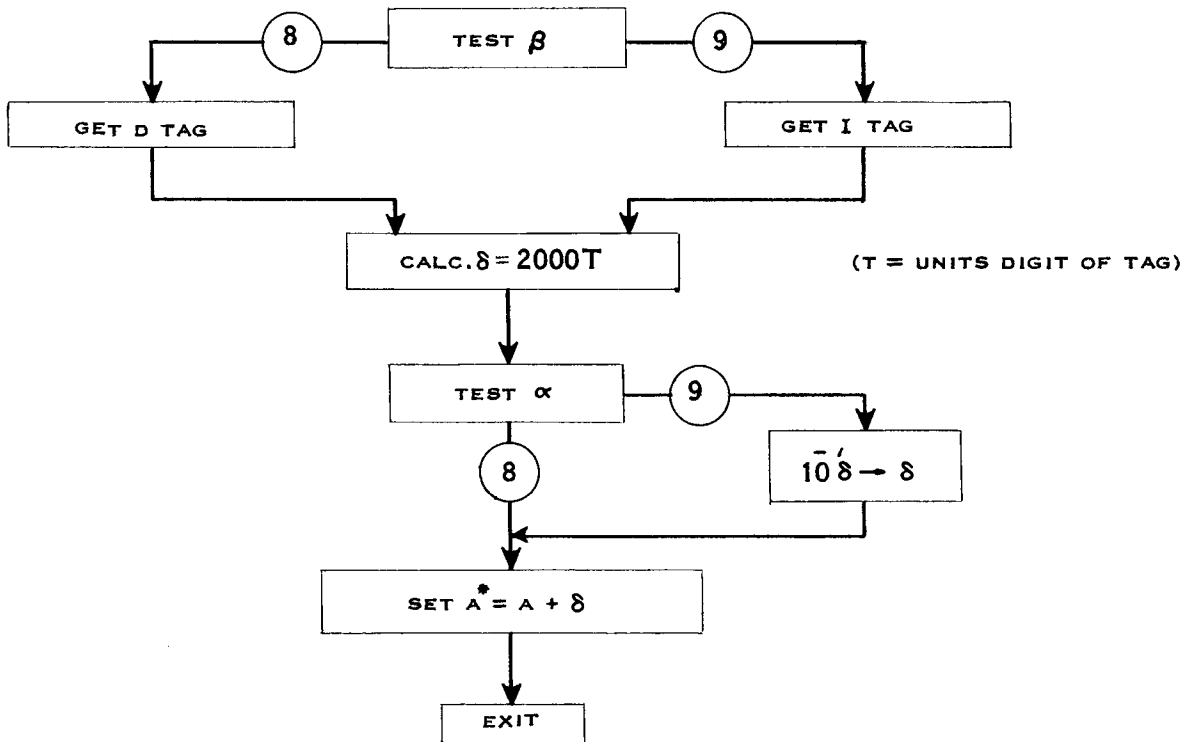 8
TEST β
9
GET D TAG
GET I TAG
CALC. δ = 2000T
(T = UNITS DIGIT OF TAG)
TEST α
9
8
10⁻¹δ → δ
SET A* = A + δ
EXIT